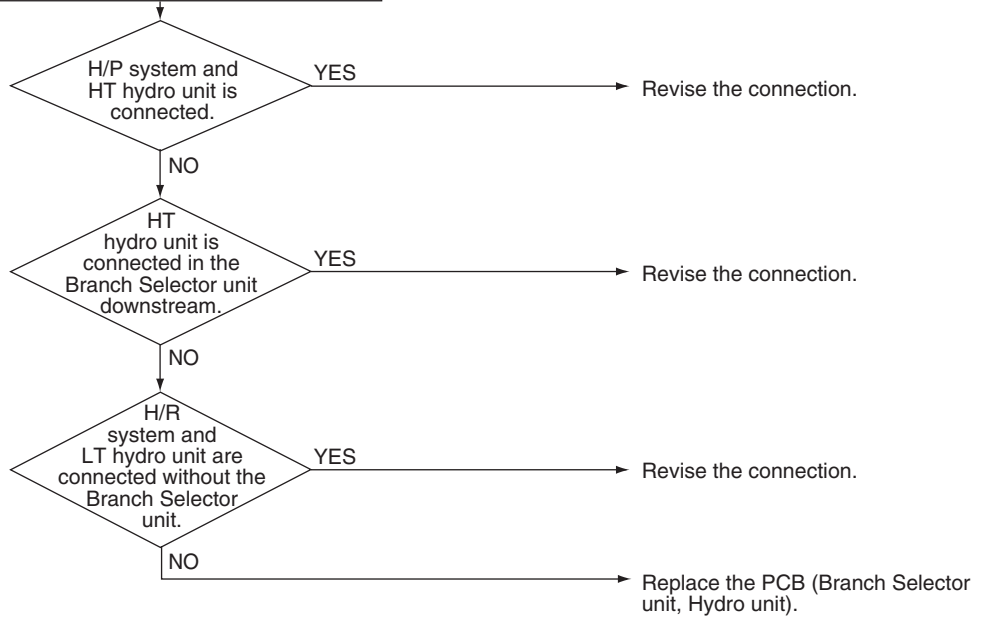 H/P system and
HT hydro unit is
connected.
YES
Revise the connection.
NO
HT
hydro unit is
connected in the
Branch Selector unit
downstream.
YES
Revise the connection.
NO
H/R
system and
LT hydro unit are
connected without the
Branch Selector
unit.
YES
Revise the connection.
NO
Replace the PCB (Branch Selector
unit, Hydro unit).